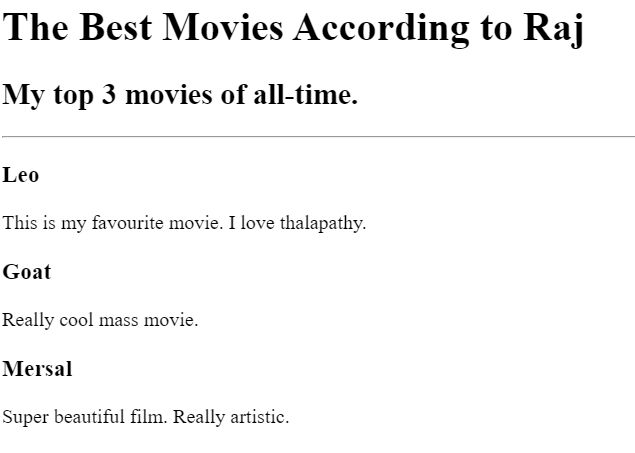 The Best Movies According to Raj
My top 3 movies of all-time.
Leo
This is my favourite movie. I love thalapathy.
Goat
Really cool mass movie.
Mersal
Super beautiful film. Really artistic.